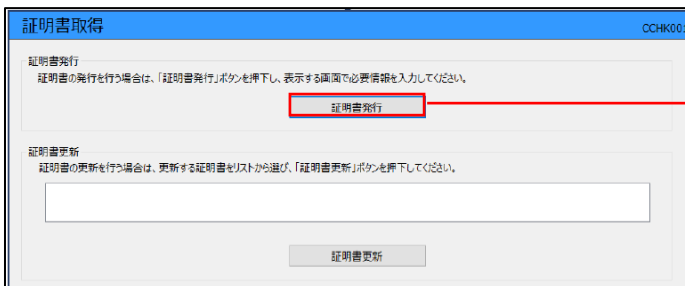 証明書取得
CCHK001
証明書発行
証明書の発行を行う場合は、「証明書発行」ボタンを押下し、表示する画面で必要情報を入力してください。
証明書発行
証明書更新
証明書の更新を行う場合は、更新する証明書をリストから選び、「証明書更新」ボタンを押下してください。
証明書更新